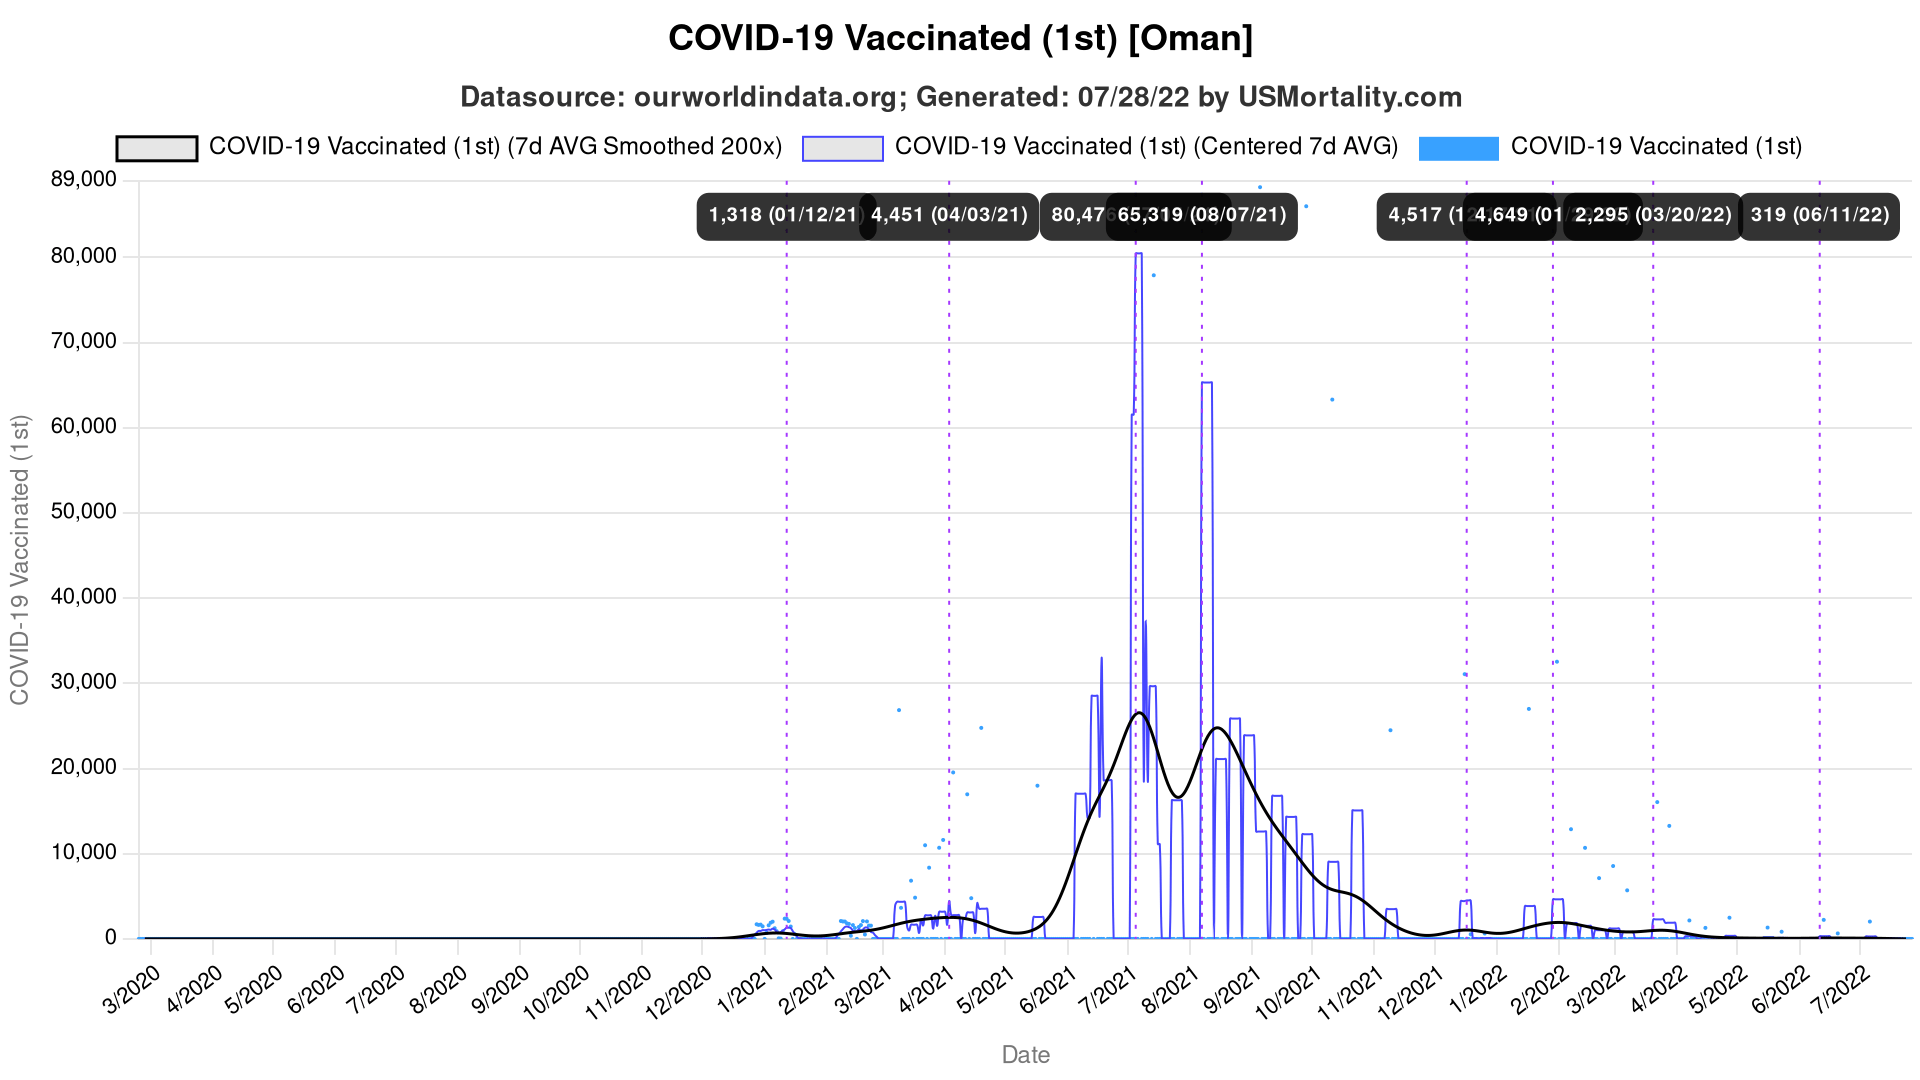 COVID-19 Vaccinated (1st) [Oman]
Datasource: ourworldindata.org; Generated: 07/28/22 by USMortality.com
COVID-19 Vaccinated (1st) (7d AVG Smoothed 200x) COVID-19 Vaccinated (1st) (Centered 7d AVG) COVID-19 Vaccinated (1st)
1,318 (01/12/21) 4,451 (04/03/21) 80,476 65,319 (08/07/21) 4,517 4,649 2,295 (03/20/22) 319 (06/11/22)
89,000
80,000
70,000
60,000
50,000
40,000
30,000
20,000
10,000
0
COVID-19 Vaccinated (1st)
3/2020 4/2020 5/2020 6/2020 7/2020 8/2020 9/2020 10/2020 11/2020 12/2020 1/2021 2/2021 3/2021 4/2021 5/2021 6/2021 7/2021 8/2021 9/2021 10/2021 11/2021 12/2021 1/2022 2/2022 3/2022 4/2022 5/2022 6/2022 7/2022
Date